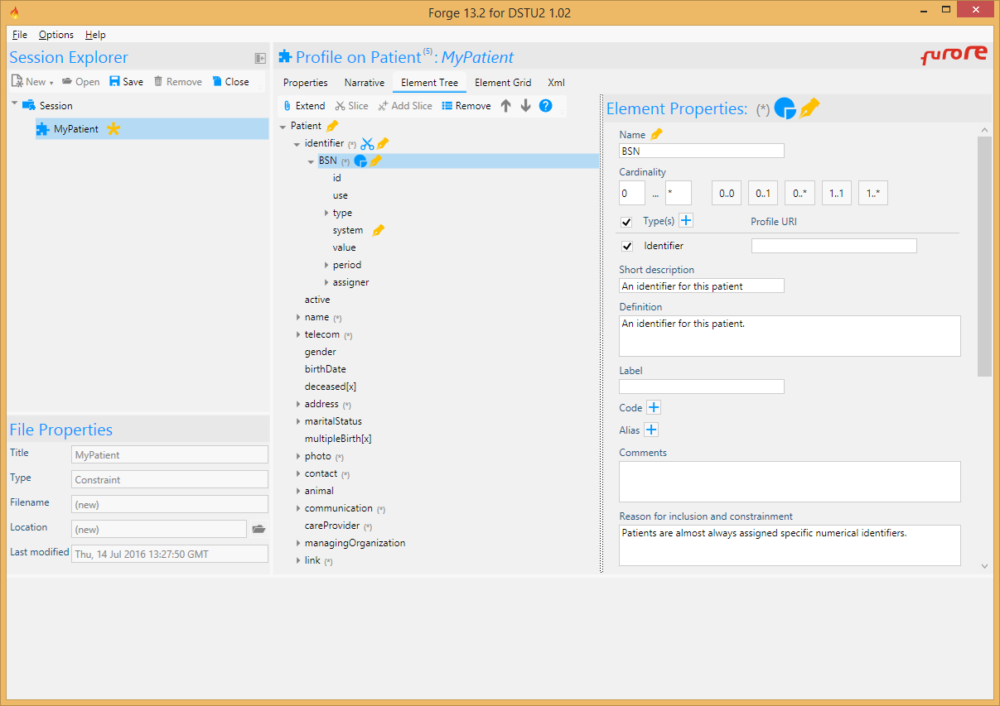 Forge 13.2 for DSTU2 1.02
File Options Help
Session Explorer
New Open Save Remove Close
Session
MyPatient
File Properties
Title MyPatient
Type Constraint
Filename (new)
Location (new)
Last modified Thu, 14 Jul 2016 13:27:50 GMT
Profile on Patient(5): MyPatient
furore
Properties Narrative Element Tree Element Grid Xml
Extend Slice Add Slice Remove ?
Patient
identifier (*)
BSN (*)
id
use
type
system
value
period
assigner
active
name (*)
telecom (*)
gender
birthDate
deceased[x]
address (*)
maritalStatus
multipleBirth[x]
photo (*)
contact (*)
animal
communication (*)
careProvider (*)
managingOrganization
link (*)
Element Properties: (*)
Name
BSN
Cardinality
0 ... * 0..0 0..1 0..* 1..1 1..*
Type(s) Profile URI
Identifier
Short description
An identifier for this patient
Definition
An identifier for this patient.
Label
Code
Alias
Comments
Reason for inclusion and constrainment
Patients are almost always assigned specific numerical identifiers.